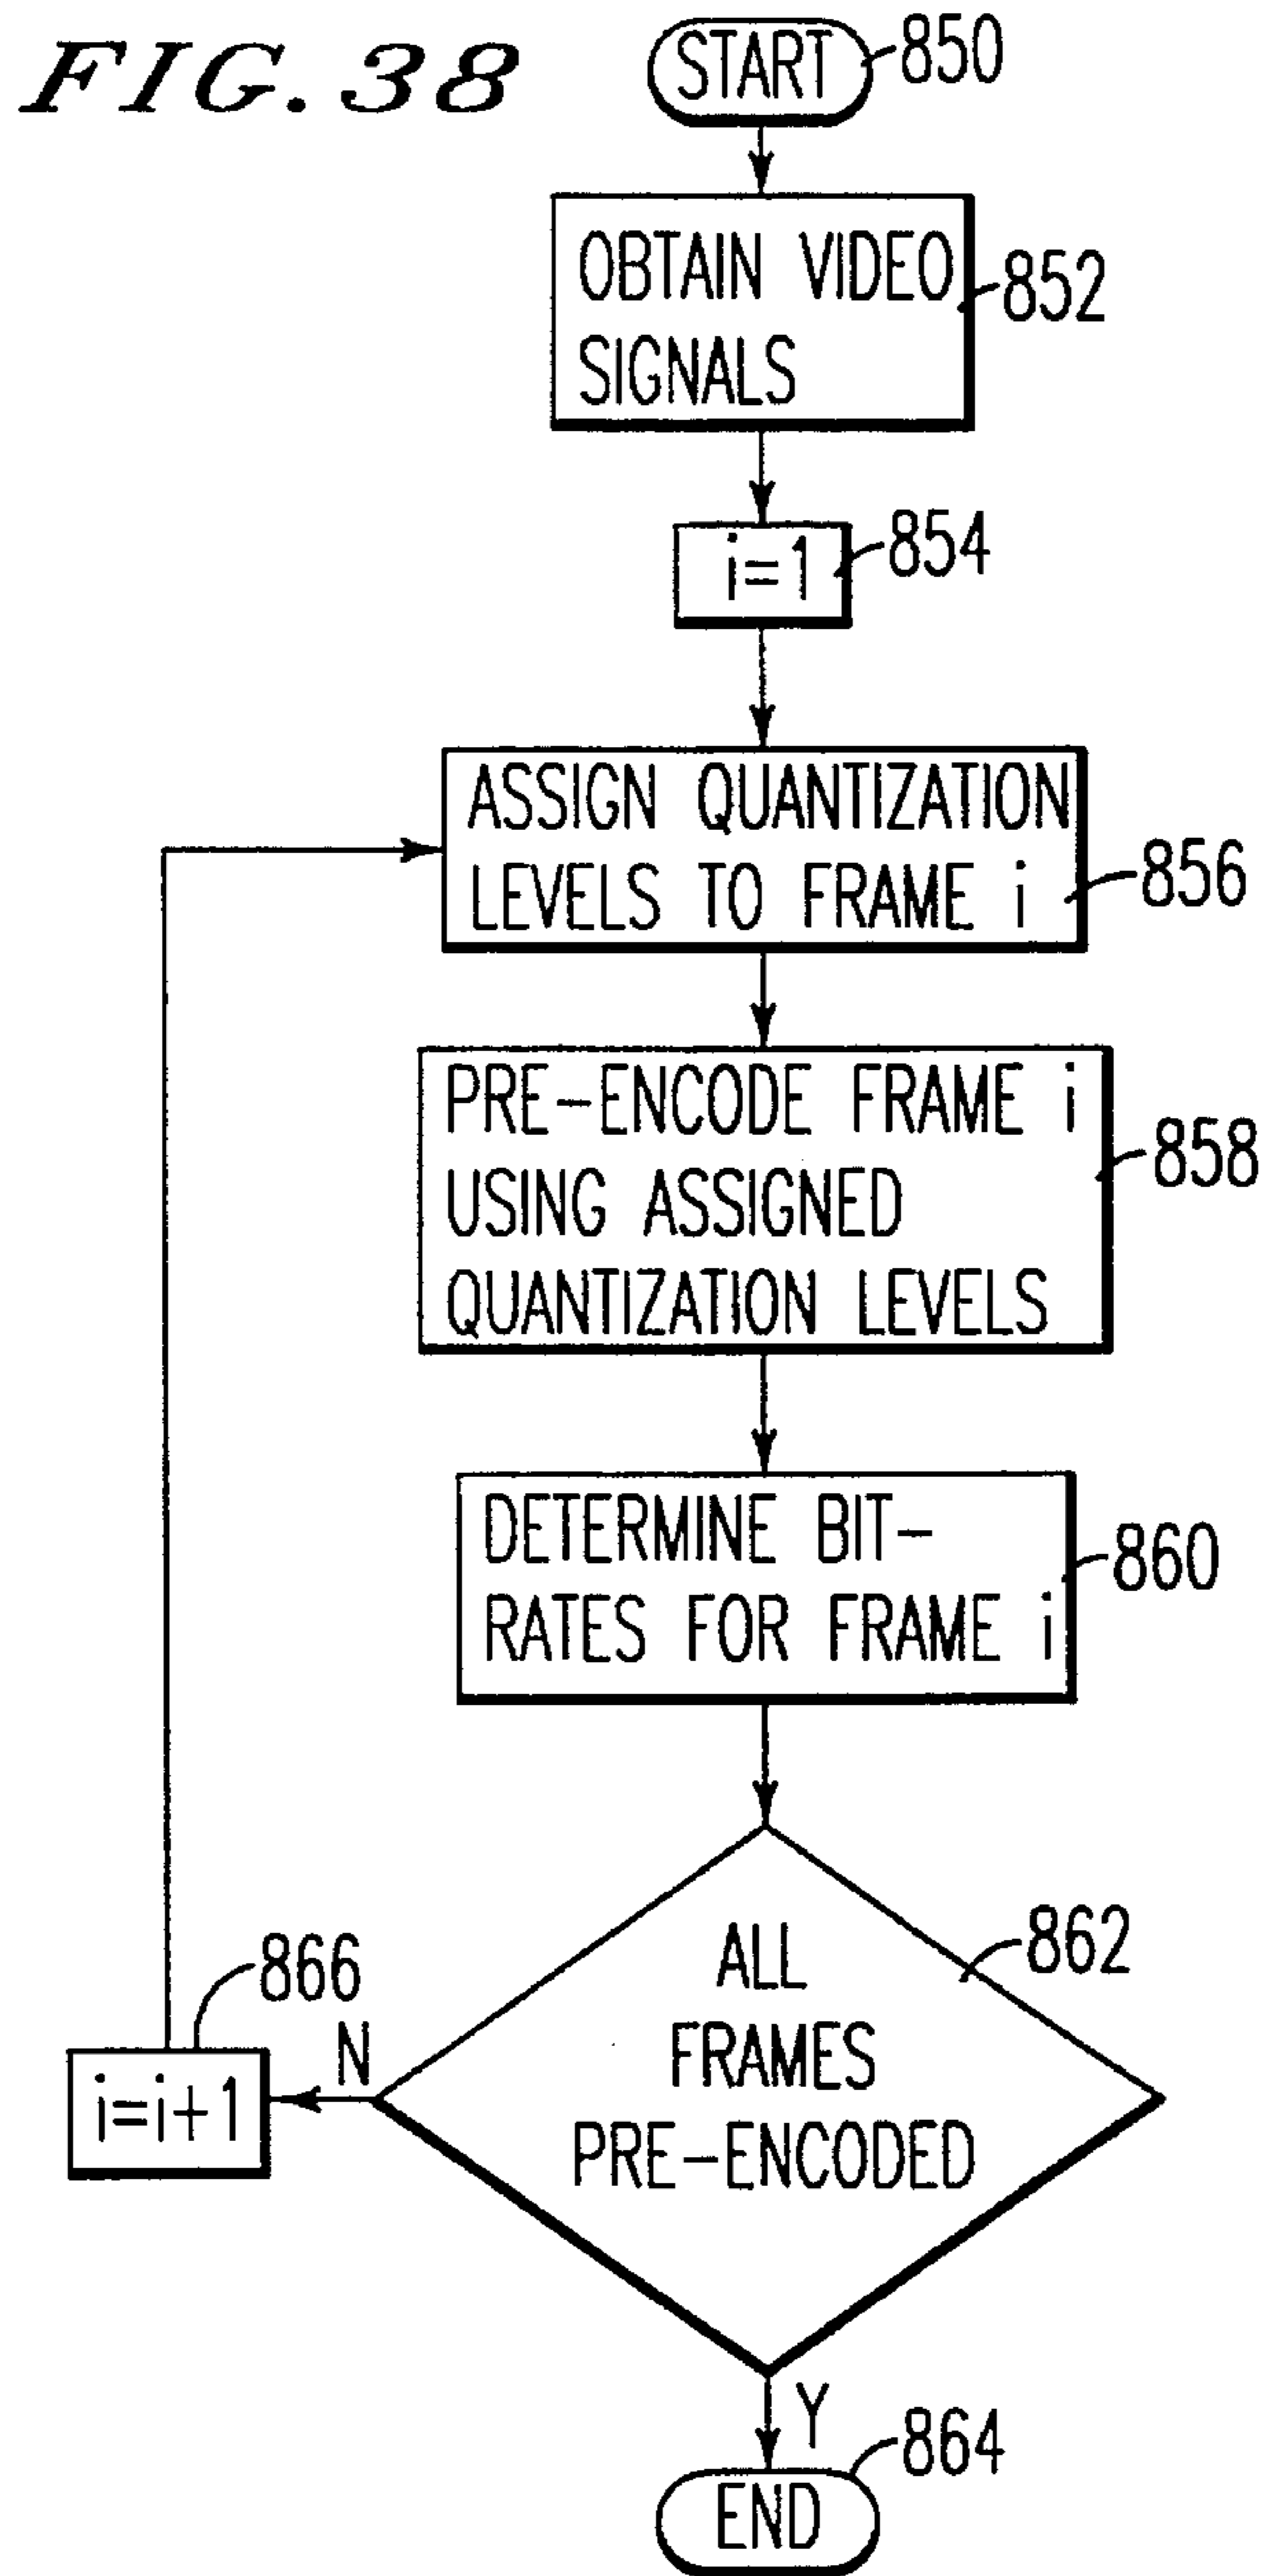 FIG. 38
START
850
OBTAIN VIDEO
SIGNALS
852
i=1
854
ASSIGN QUANTIZATION
LEVELS TO FRAME i
856
PRE-ENCODE FRAME i
USING ASSIGNED
QUANTIZATION LEVELS
858
DETERMINE BIT-
RATES FOR FRAME i
860
ALL
FRAMES
PRE-ENCODED
862
866
N
i=i+1
Y
864
END